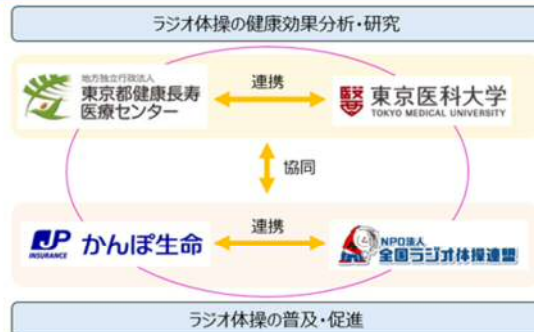 ラジオ体操の健康効果分析・研究
地方独立行政法人
東京都健康長寿
医療センター
連携
醫 東京医科大学
TOKYO MEDICAL UNIVERSITY
協同
JP
INSURANCE
かんぽ生命
連携
NPO法人
全国ラジオ体操連盟
ラジオ体操の普及・促進